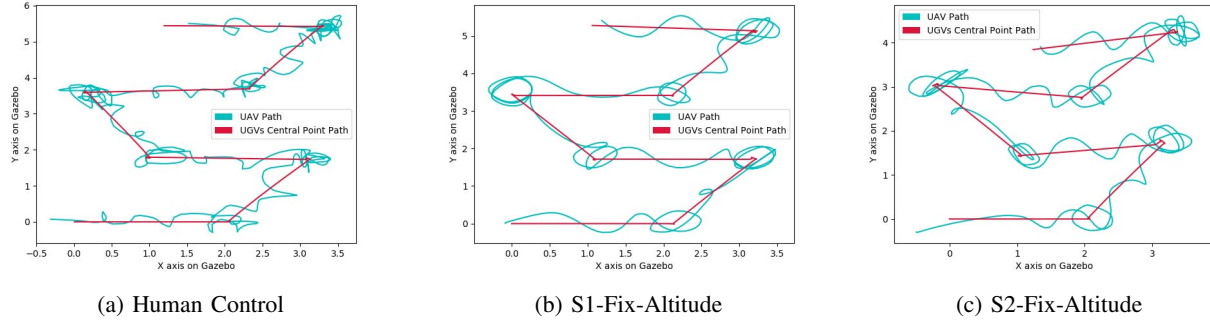 6
5
4
3
2
1
0
Y axis on Gazebo
UAV Path
UGVs Central Point Path
−0.5 0.0 0.5 1.0 1.5 2.0 2.5 3.0 3.5
X axis on Gazebo
(a) Human Control
5
4
3
2
1
0
Y axis on Gazebo
UAV Path
UGVs Central Point Path
0.0 0.5 1.0 1.5 2.0 2.5 3.0 3.5
X axis on Gazebo
(b) S1-Fix-Altitude
UAV Path
UGVs Central Point Path
4
3
2
1
0
Y axis on Gazebo
0 1 2 3
X axis on Gazebo
(c) S2-Fix-Altitude